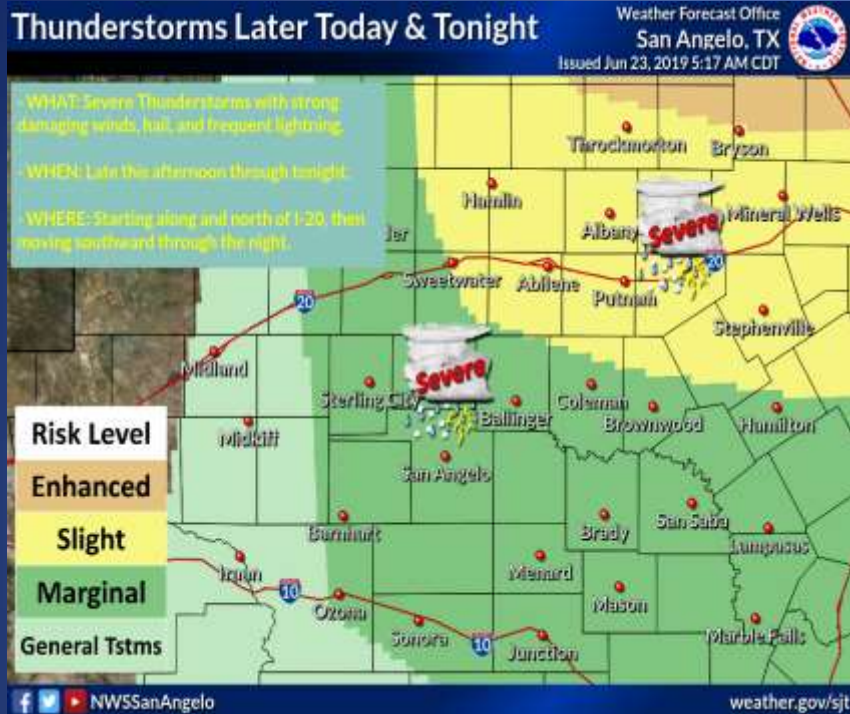 Thunderstorms Later Today & Tonight
Weather Forecast Office
San Angelo, TX
Issued Jun 23, 2019 5:17 AM CDT
- WHAT: Severe Thunderstorms with strong
damaging winds, hail, and frequent lightning.
- WHEN: Late this afternoon through tonight.
- WHERE: Starting along and north of I-20, then
moving southward through the night.
Throckmorton
Bryson
Hamlin
Albany
Severe
Mineral Wells
Sweetwater
Abilene
Putnam
20
20
Stephenville
Midland
Severe
Sterling City
Ballinger
Coleman
Brownwood
Hamilton
Midkiff
San Angelo
Barnhart
Brady
San Saba
Lampasas
Iraan
Menard
10
Ozona
Mason
Sonora
10
Junction
Marble Falls
Risk Level
Enhanced
Slight
Marginal
General Tstms
NWSSanAngelo
weather.gov/sjt